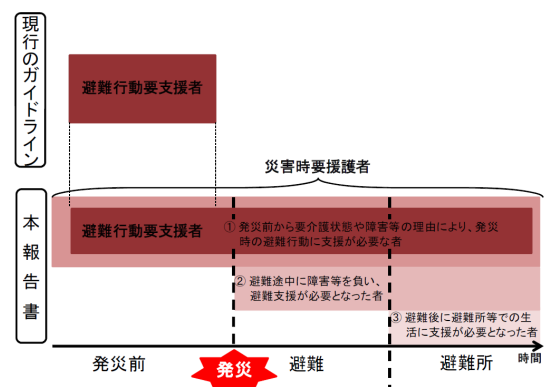 現行のガイドライン
避難行動要支援者
災害時要援護者
本報告書
避難行動要支援者
① 発災前から要介護状態や障害等の理由により、発災
時の避難行動に支援が必要な者
② 避難途中に障害等を負い、
避難支援が必要となった者
③ 避難後に避難所等での生
活に支援が必要となった者
時間
発災前
発災
避難
避難所